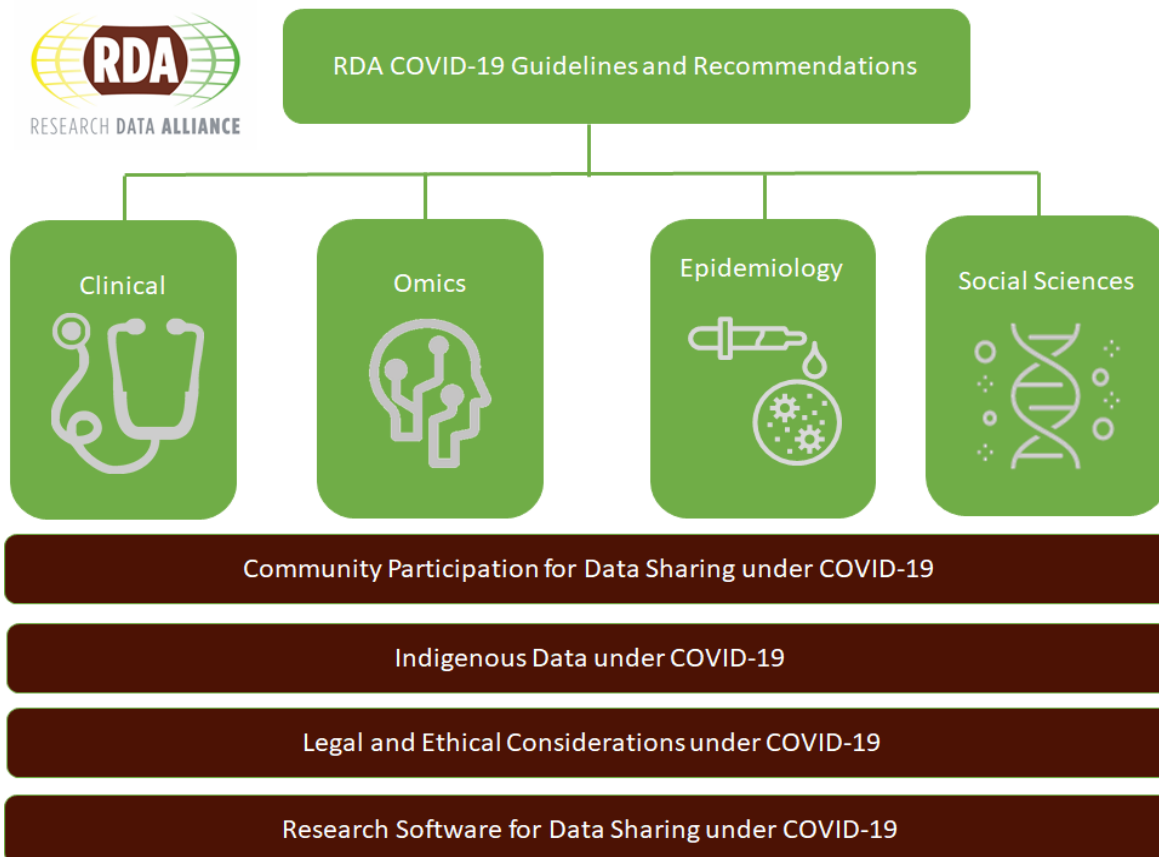 RDA
RESEARCH DATA ALLIANCE
RDA COVID-19 Guidelines and Recommendations
Clinical
Omics
Epidemiology
Social Sciences
Community Participation for Data Sharing under COVID-19
Indigenous Data under COVID-19
Legal and Ethical Considerations under COVID-19
Research Software for Data Sharing under COVID-19